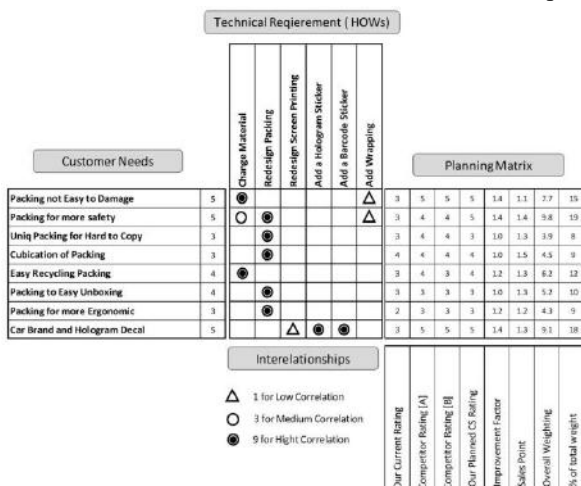 Technical Reqierement ( HOWs)
Change Material
Redesign Packing
Redesign Screen Printing
Add a Hologram Sticker
Add a Barcode Sticker
Add Wrapping
Customer Needs
Planning Matrix
Packing not Easy to Damage 5 3 5 5 5 1.4 1.1 7.7 15
Packing for more safety 5 3 4 4 5 1.4 1.4 9.8 19
Uniq Packing for Hard to Copy 3 3 4 4 3 1.0 1.3 3.9 8
Cubication of Packing 3 4 4 4 4 1.0 1.5 4.5 9
Easy Recycling Packing 4 3 4 3 4 1.2 1.3 6.2 12
Packing to Easy Unboxing 4 3 3 3 3 1.0 1.3 5.2 10
Packing for more Ergonomic 3 2 3 3 3 1.2 1.2 4.3 9
Car Brand and Hologram Decal 5 3 5 5 5 1.4 1.3 9.1 18
Interelationships
1 for Low Correlation
3 for Medium Correlation
9 for Hight Correlation
Our Current Rating
Competitor Rating [A]
Competitor Rating [B]
Our Planned CS Rating
Improvement Factor
Sales Point
Overall Weighting
% of total weight